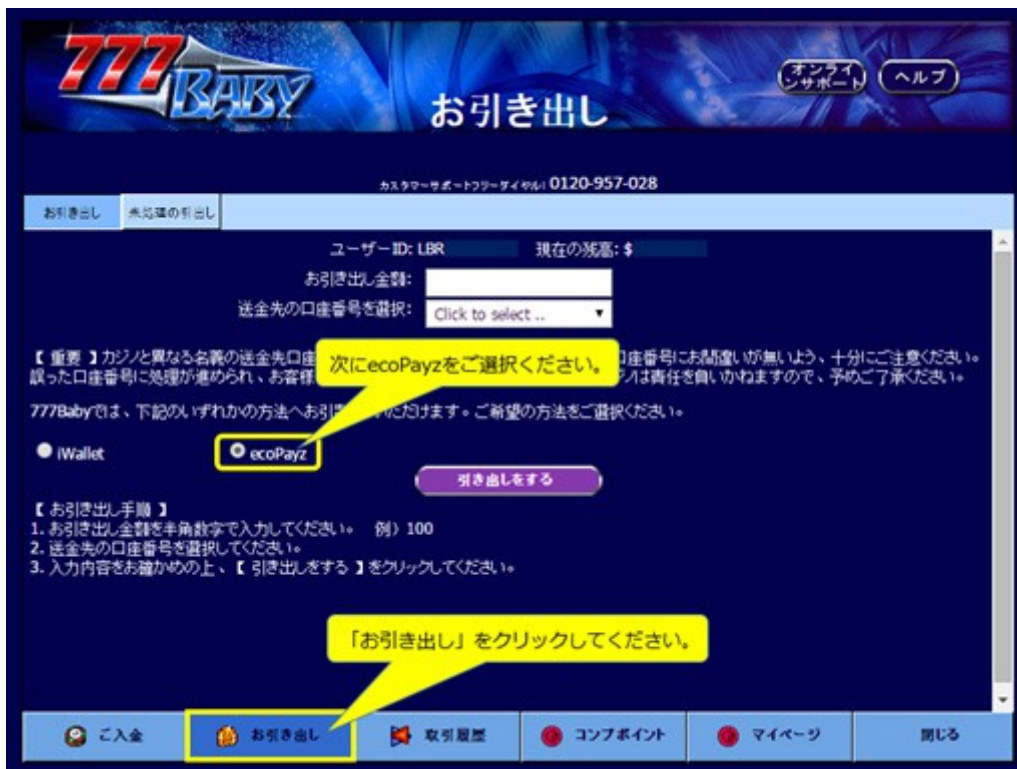 777
BABY
お引き出し
オンライ
ンサポート
ヘルプ
カスタマーサポートフリーダイヤル: 0120-957-028
お引き出し 未処理の引出し
ユーザーID: LBR 現在の残高: $
お引き出し金額:
送金先の口座番号を選択: Click to select ..
【 重要 】カジノと異なる名義の送金先口座 口座番号にお間違いが無いよう、十分にご注意ください。
誤った口座番号に処理が進められ、お客様 ジノは責任を負いかねますので、予めご了承ください。
次にecoPayzをご選択ください。
777Babyでは、下記のいずれかの方法へお引 いただけます。ご希望の方法をご選択ください。
iWallet ecoPayz
引き出しをする
【 お引き出し手順 】
1. お引き出し金額を半角数字で入力してください。 例）100
2. 送金先の口座番号を選択してください。
3. 入力内容をお確かめの上、【 引き出しをする 】をクリックしてください。
「お引き出し」をクリックしてください。
ご入金 お引き出し 取引履歴 コンプポイント マイページ 閉じる